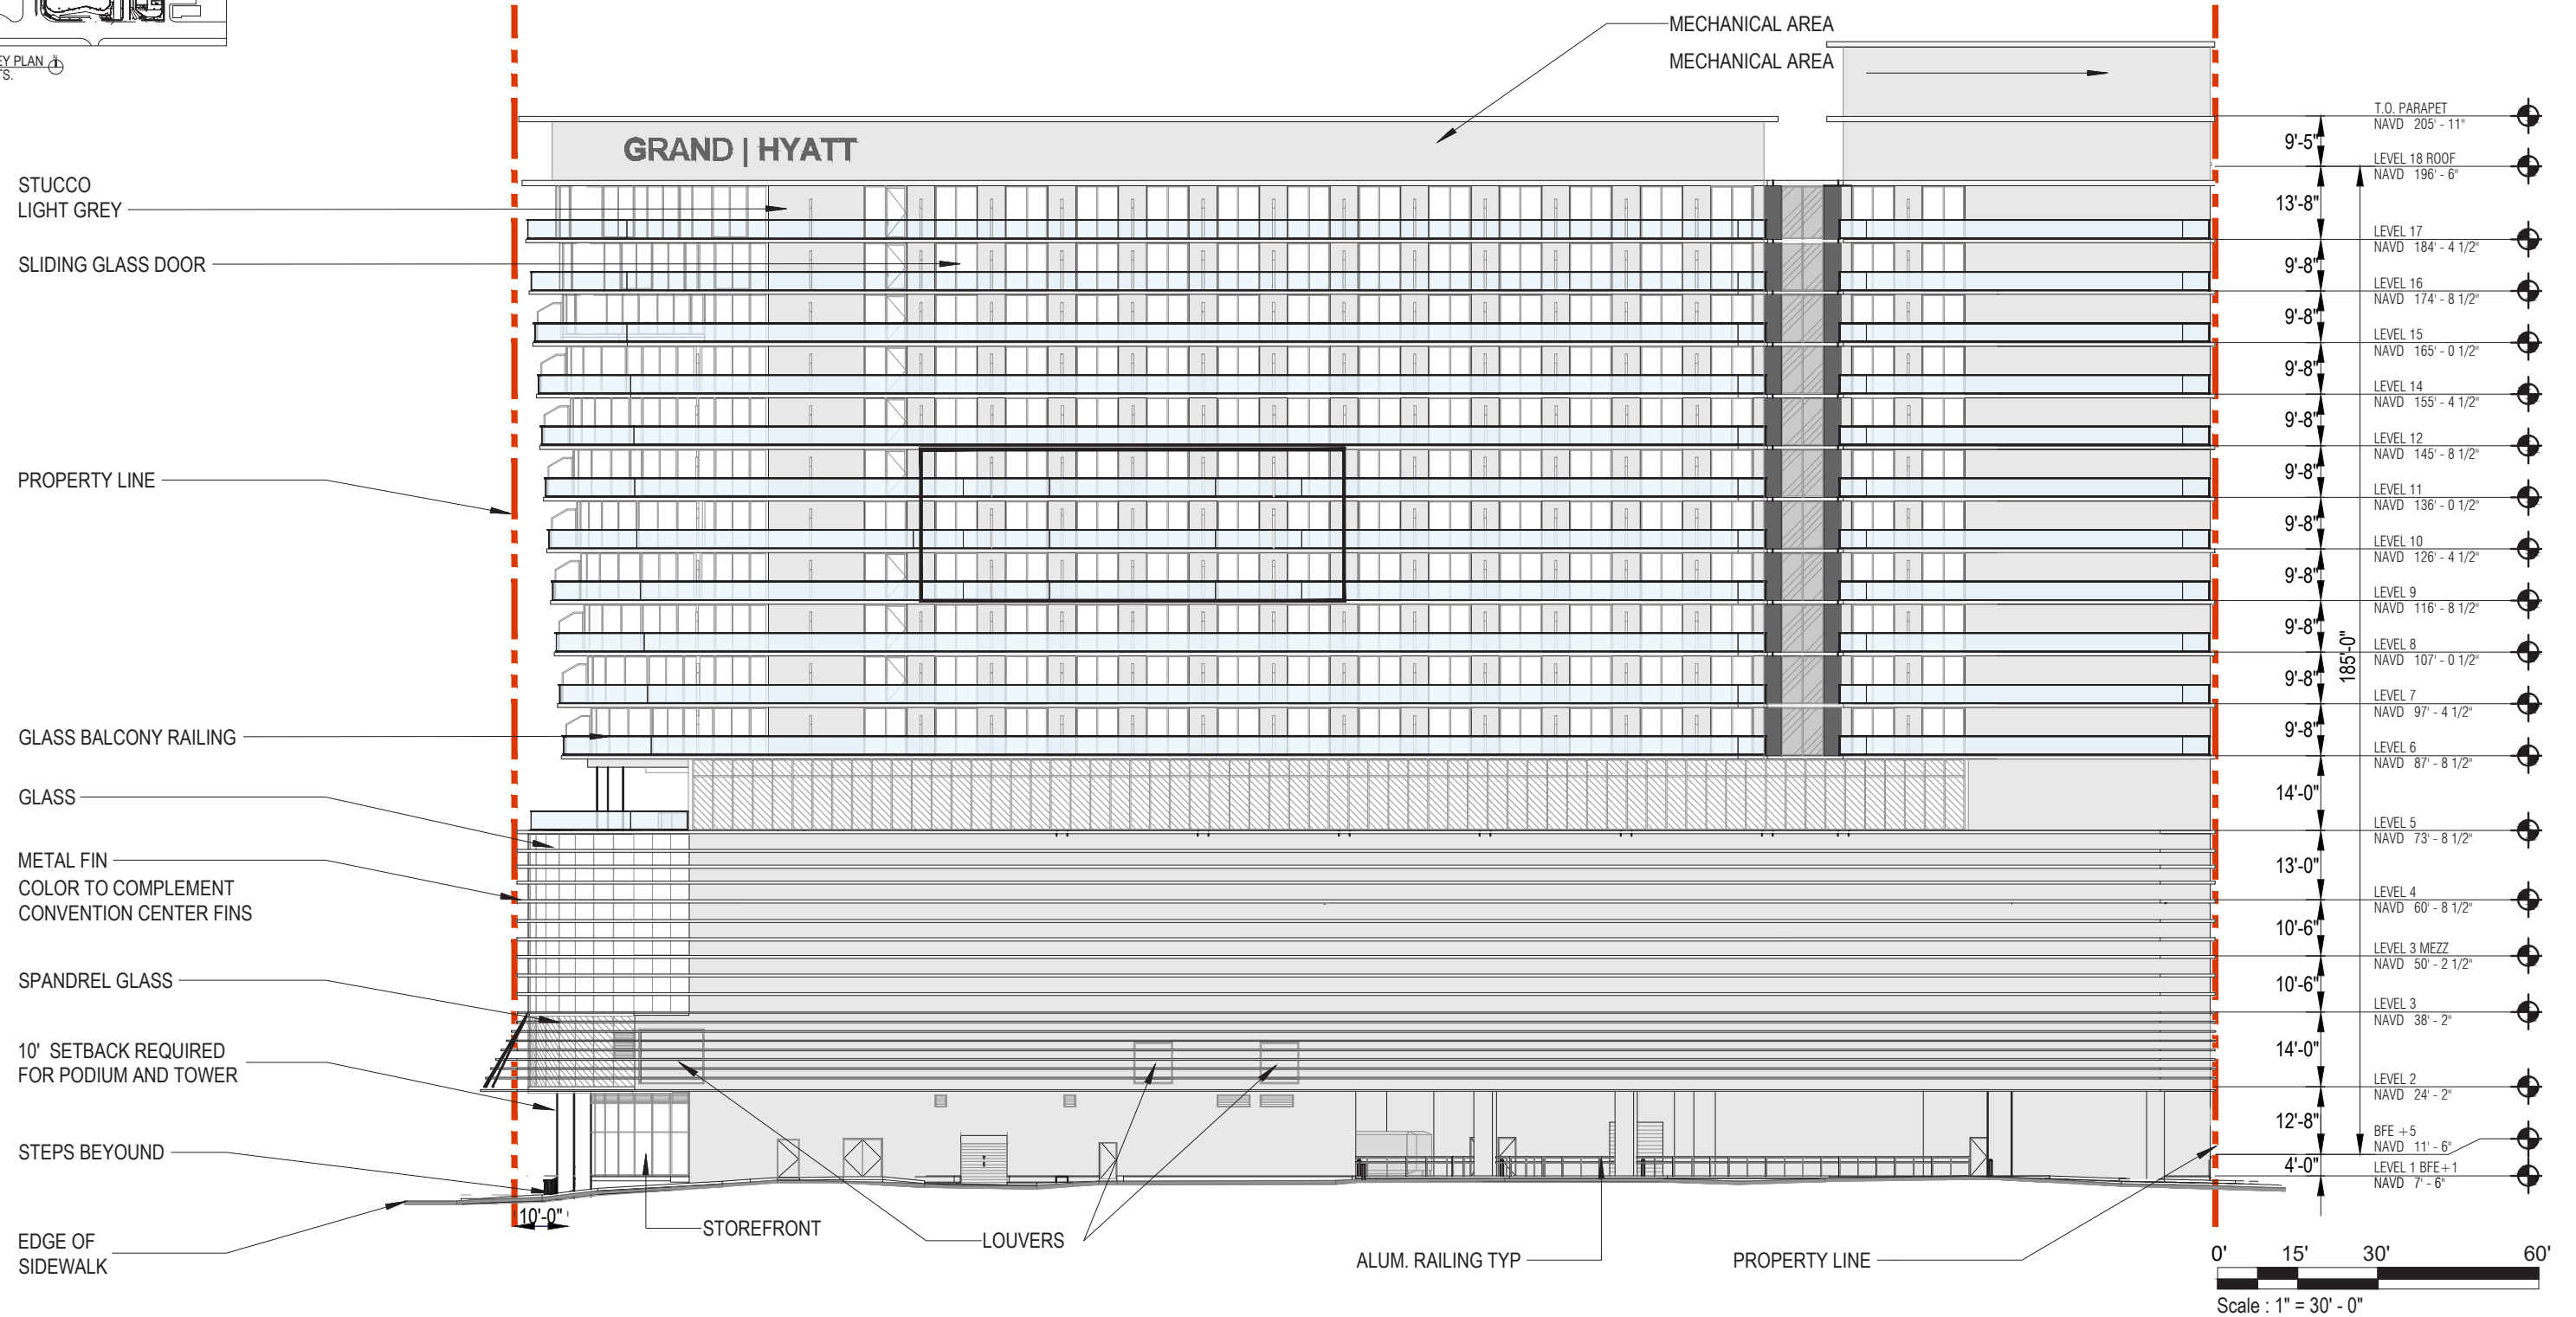 EY PLAN
TS.
MECHANICAL AREA
MECHANICAL AREA
GRAND | HYATT
STUCCO
LIGHT GREY
SLIDING GLASS DOOR
PROPERTY LINE
GLASS BALCONY RAILING
GLASS
METAL FIN
COLOR TO COMPLEMENT
CONVENTION CENTER FINS
SPANDREL GLASS
10' SETBACK REQUIRED
FOR PODIUM AND TOWER
STEPS BEYOUND
EDGE OF
SIDEWALK
10'-0"
STOREFRONT
LOUVERS
ALUM. RAILING TYP
PROPERTY LINE
T.O. PARAPET
NAVD 205' - 11"
9'-5"
LEVEL 18 ROOF
NAVD 196' - 6"
13'-8"
LEVEL 17
NAVD 184' - 4 1/2"
9'-8"
LEVEL 16
NAVD 174' - 8 1/2"
9'-8"
LEVEL 15
NAVD 165' - 0 1/2"
9'-8"
LEVEL 14
NAVD 155' - 4 1/2"
9'-8"
LEVEL 12
NAVD 145' - 8 1/2"
9'-8"
LEVEL 11
NAVD 136' - 0 1/2"
9'-8"
LEVEL 10
NAVD 126' - 4 1/2"
9'-8"
LEVEL 9
NAVD 116' - 8 1/2"
9'-8"
LEVEL 8
NAVD 107' - 0 1/2"
185'-0"
9'-8"
LEVEL 7
NAVD 97' - 4 1/2"
9'-8"
LEVEL 6
NAVD 87' - 8 1/2"
14'-0"
LEVEL 5
NAVD 73' - 8 1/2"
13'-0"
LEVEL 4
NAVD 60' - 8 1/2"
10'-6"
LEVEL 3 MEZZ
NAVD 50' - 2 1/2"
10'-6"
LEVEL 3
NAVD 38' - 2"
14'-0"
LEVEL 2
NAVD 24' - 2"
12'-8"
BFE +5
NAVD 11' - 6"
4'-0"
LEVEL 1 BFE+1
NAVD 7' - 6"
0' 15' 30' 60'
Scale : 1" = 30' - 0"